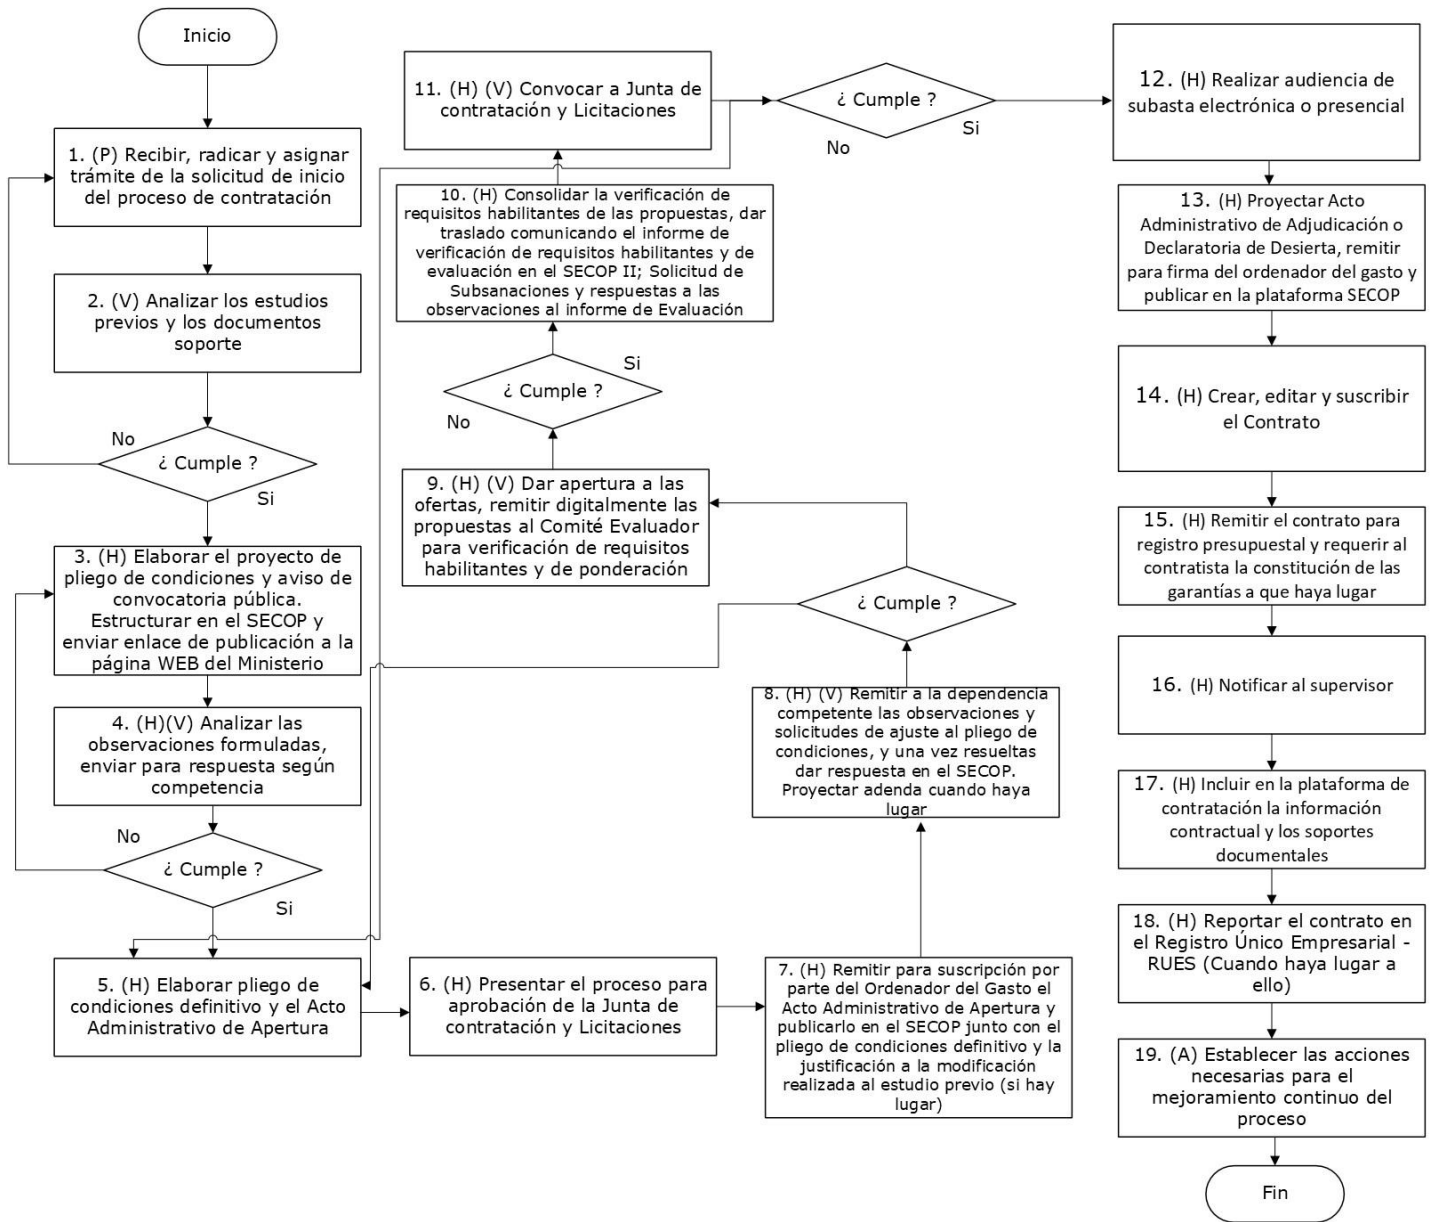 Inicio
1. (P) Recibir, radicar y asignar
trámite de la solicitud de inicio
del proceso de contratación
2. (V) Analizar los estudios
previos y los documentos
soporte
No
¿ Cumple ?
Si
3. (H) Elaborar el proyecto de
pliego de condiciones y aviso de
convocatoria pública.
Estructurar en el SECOP y
enviar enlace de publicación a la
página WEB del Ministerio
4. (H)(V) Analizar las
observaciones formuladas,
enviar para respuesta según
competencia
No
¿ Cumple ?
Si
5. (H) Elaborar pliego de
condiciones definitivo y el Acto
Administrativo de Apertura
6. (H) Presentar el proceso para
aprobación de la Junta de
contratación y Licitaciones
7. (H) Remitir para suscripción por
parte del Ordenador del Gasto el
Acto Administrativo de Apertura y
publicarlo en el SECOP junto con el
pliego de condiciones definitivo y la
justificación a la modificación
realizada al estudio previo (si hay
lugar)
8. (H) (V) Remitir a la dependencia
competente las observaciones y
solicitudes de ajuste al pliego de
condiciones, y una vez resueltas
dar respuesta en el SECOP.
Proyectar adenda cuando haya
lugar
¿ Cumple ?
9. (H) (V) Dar apertura a las
ofertas, remitir digitalmente las
propuestas al Comité Evaluador
para verificación de requisitos
habilitantes y de ponderación
No
¿ Cumple ?
Si
10. (H) Consolidar la verificación de
requisitos habilitantes de las propuestas, dar
traslado comunicando el informe de
verificación de requisitos habilitantes y de
evaluación en el SECOP II; Solicitud de
Subsanaciones y respuestas a las
observaciones al informe de Evaluación
11. (H) (V) Convocar a Junta de
contratación y Licitaciones
¿ Cumple ?
No
Si
12. (H) Realizar audiencia de
subasta electrónica o presencial
13. (H) Proyectar Acto
Administrativo de Adjudicación o
Declaratoria de Desierta, remitir
para firma del ordenador del gasto y
publicar en la plataforma SECOP
14. (H) Crear, editar y suscribir
el Contrato
15. (H) Remitir el contrato para
registro presupuestal y requerir al
contratista la constitución de las
garantías a que haya lugar
16. (H) Notificar al supervisor
17. (H) Incluir en la plataforma de
contratación la información
contractual y los soportes
documentales
18. (H) Reportar el contrato en
el Registro Único Empresarial -
RUES (Cuando haya lugar a
ello)
19. (A) Establecer las acciones
necesarias para el
mejoramiento continuo del
proceso
Fin